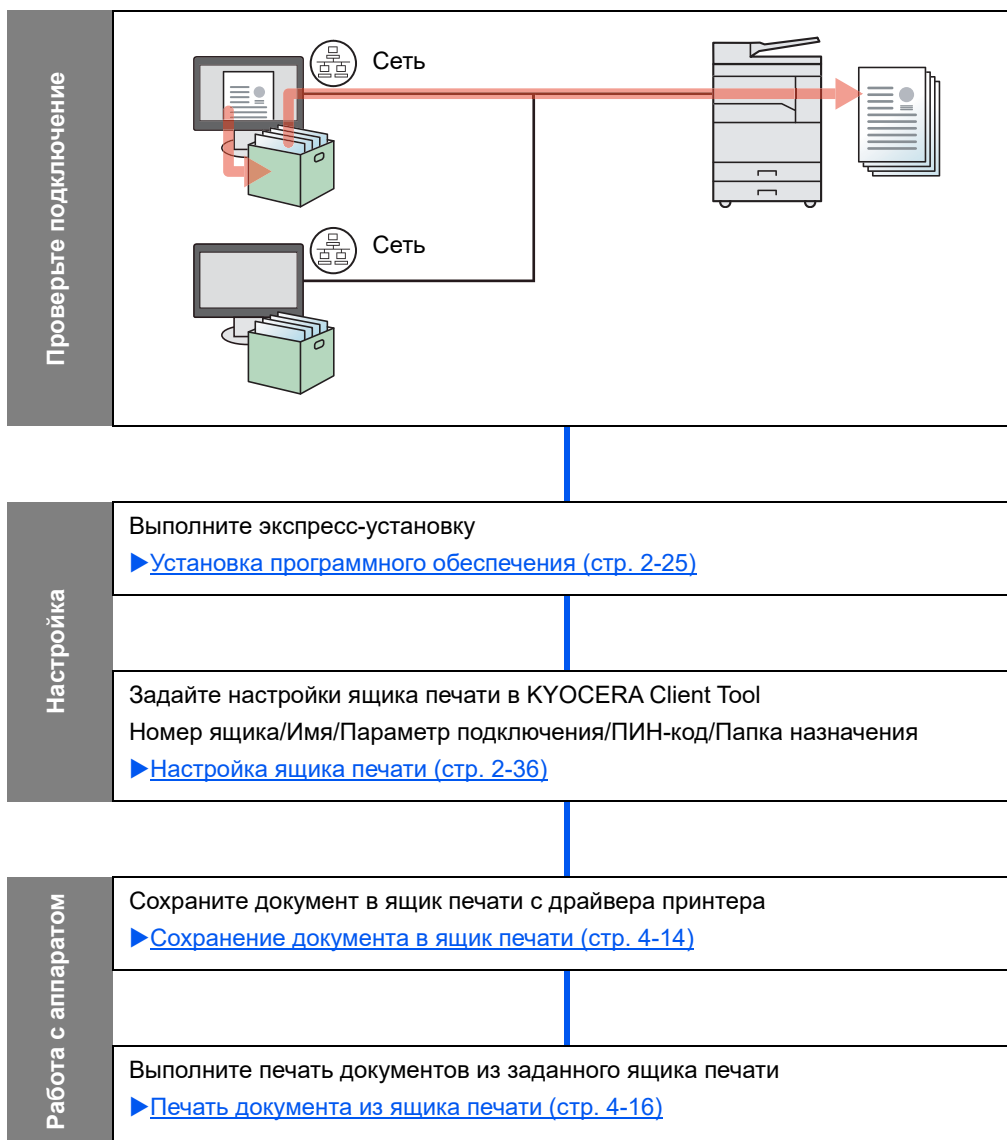 Проверьте подключение
Сеть
Сеть
Настройка
Выполните экспресс-установку
▶Установка программного обеспечения (стр. 2-25)
Задайте настройки ящика печати в KYOCERA Client Tool
Номер ящика/Имя/Параметр подключения/ПИН-код/Папка назначения
▶Настройка ящика печати (стр. 2-36)
Работа с аппаратом
Сохраните документ в ящик печати с драйвера принтера
▶Сохранение документа в ящик печати (стр. 4-14)
Выполните печать документов из заданного ящика печати
▶Печать документа из ящика печати (стр. 4-16)